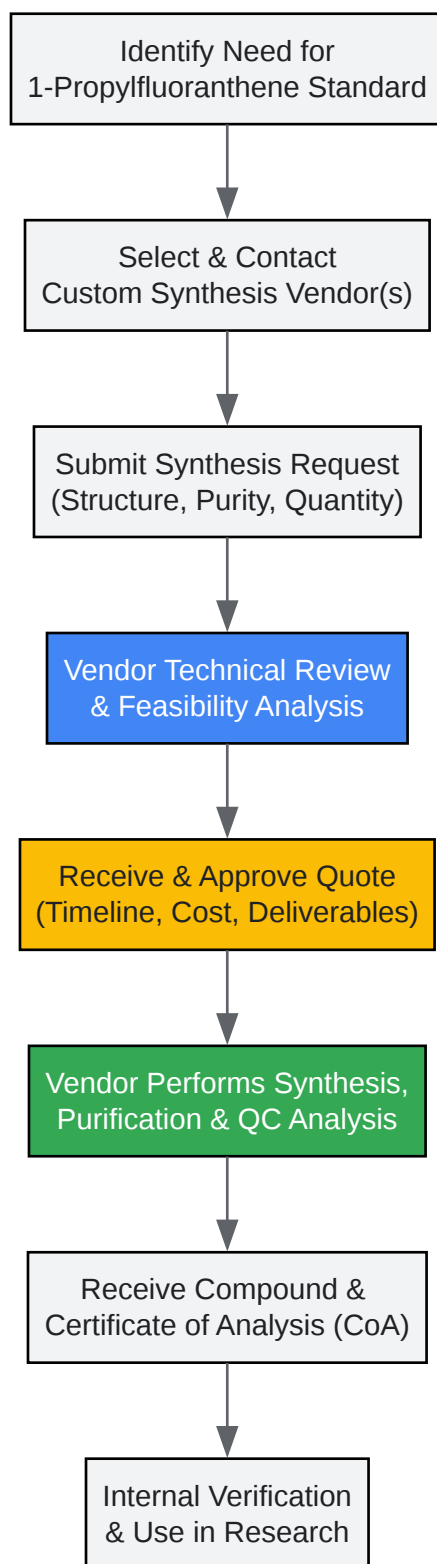 Identify Need for
1-Propylfluoranthene Standard
Select & Contact
Custom Synthesis Vendor(s)
Submit Synthesis Request
(Structure, Purity, Quantity)
Vendor Technical Review
& Feasibility Analysis
Receive & Approve Quote
(Timeline, Cost, Deliverables)
Vendor Performs Synthesis,
Purification & QC Analysis
Receive Compound &
Certificate of Analysis (CoA)
Internal Verification
& Use in Research